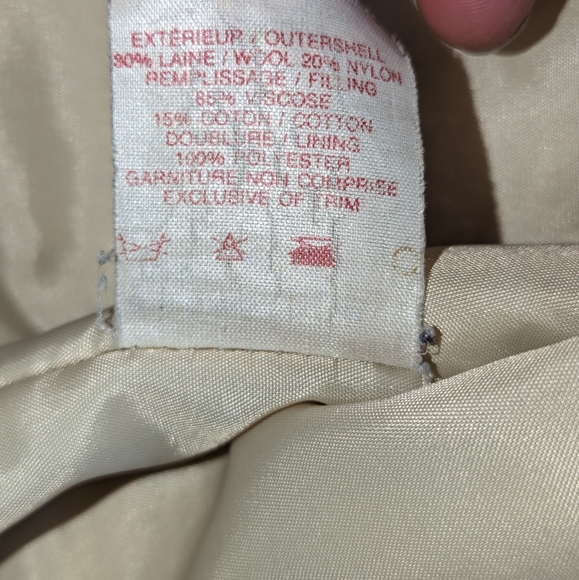 EXTÉRIEUR / OUTERSHELL
80% LAINE / WOOL 20% NYLON
REMPLISSAGE / FILLING
85% VISCOSE
15% COTON / COTTON
DOUBLURE / LINING
100% POLYESTER
GARNITURE NON COMPRISE
EXCLUSIVE OF TRIM